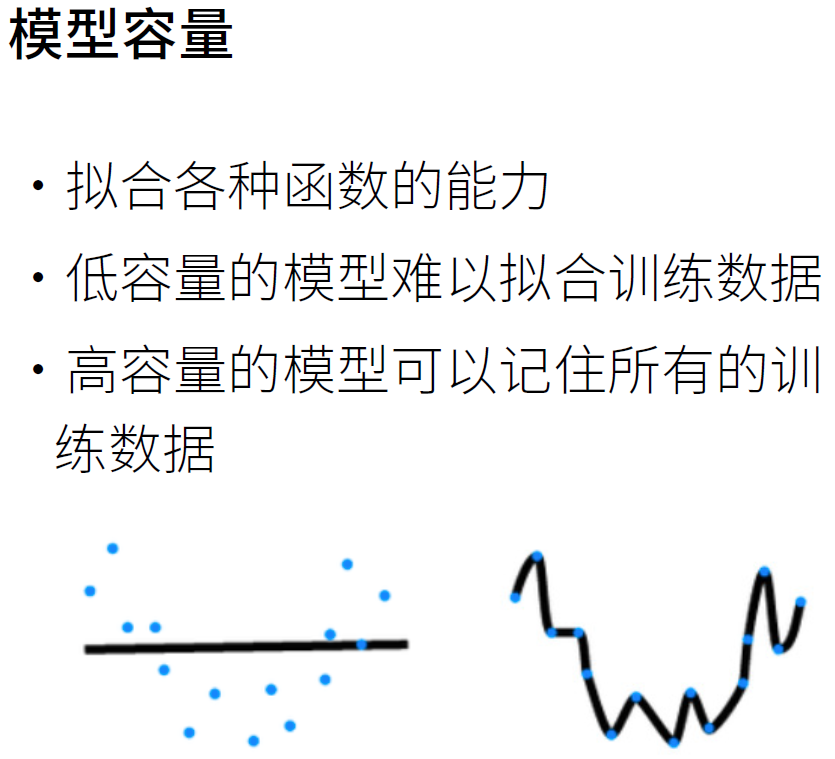 模型容量
• 拟合各种函数的能力
• 低容量的模型难以拟合训练数据
• 高容量的模型可以记住所有的训
练数据